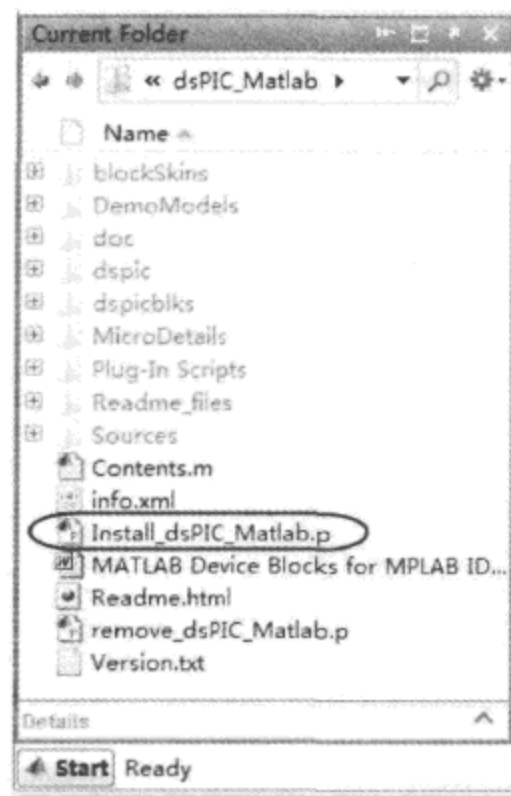 Current Folder
« dsPIC_Matlab
Name
blockSkins
DemoModels
doc
dspic
dspicblks
MicroDetails
Plug-In Scripts
Readme_files
Sources
Contents.m
info.xml
Install_dsPIC_Matlab.p
MATLAB Device Blocks for MPLAB ID...
Readme.html
remove_dsPIC_Matlab.p
Version.txt
Details
Start Ready